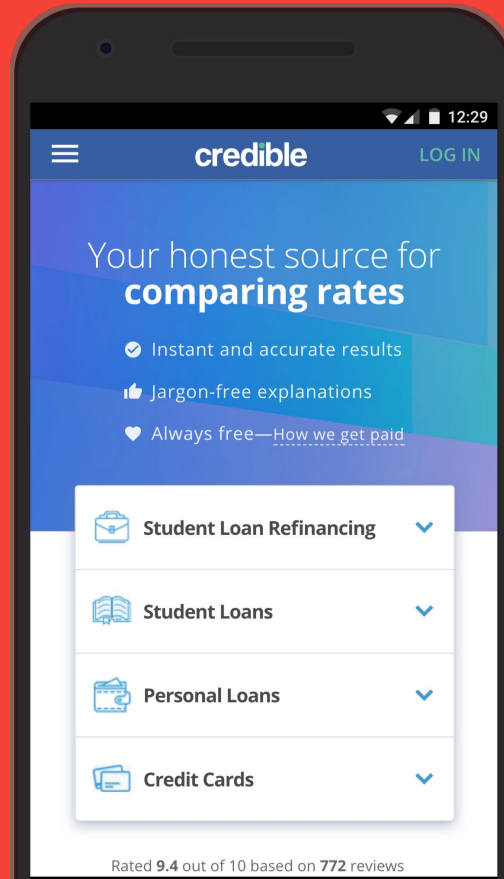 12:29
credible
LOG IN
Your honest source for
comparing rates
Instant and accurate results
Jargon-free explanations
Always free—How we get paid
Student Loan Refinancing
Student Loans
Personal Loans
Credit Cards
Rated 9.4 out of 10 based on 772 reviews